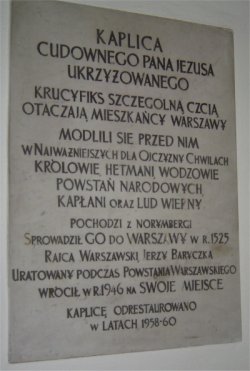 KAPLICA
CUDOWNEGO PANA JEZUSA
UKRZYŻOWANEGO
KRUCYFIKS SZCZEGÓLNĄ CZCIĄ
OTACZAJĄ MIESZKAŃCY WARSZAWY
MODLILI SIĘ PRZED NIM
W NAJWAŻNIEJSZYCH DLA OJCZYZNY CHWILACH
KRÓLOWIE, HETMANI, WODZOWIE
POWSTAŃ NARODOWYCH,
KAPŁANI ORAZ LUD WIERNY
POCHODZI Z NORYMBERGI
SPROWADZIŁ GO DO WARSZAWY W R. 1525
RAJCA WARSZAWSKI JERZY BARYCZKA
URATOWANY PODCZAS POWSTANIA WARSZAWSKIEGO
WRÓCIŁ W R. 1946 NA SWOJE MIEJSCE
KAPLICĘ ODRESTAUROWANO
W LATACH 1958-60